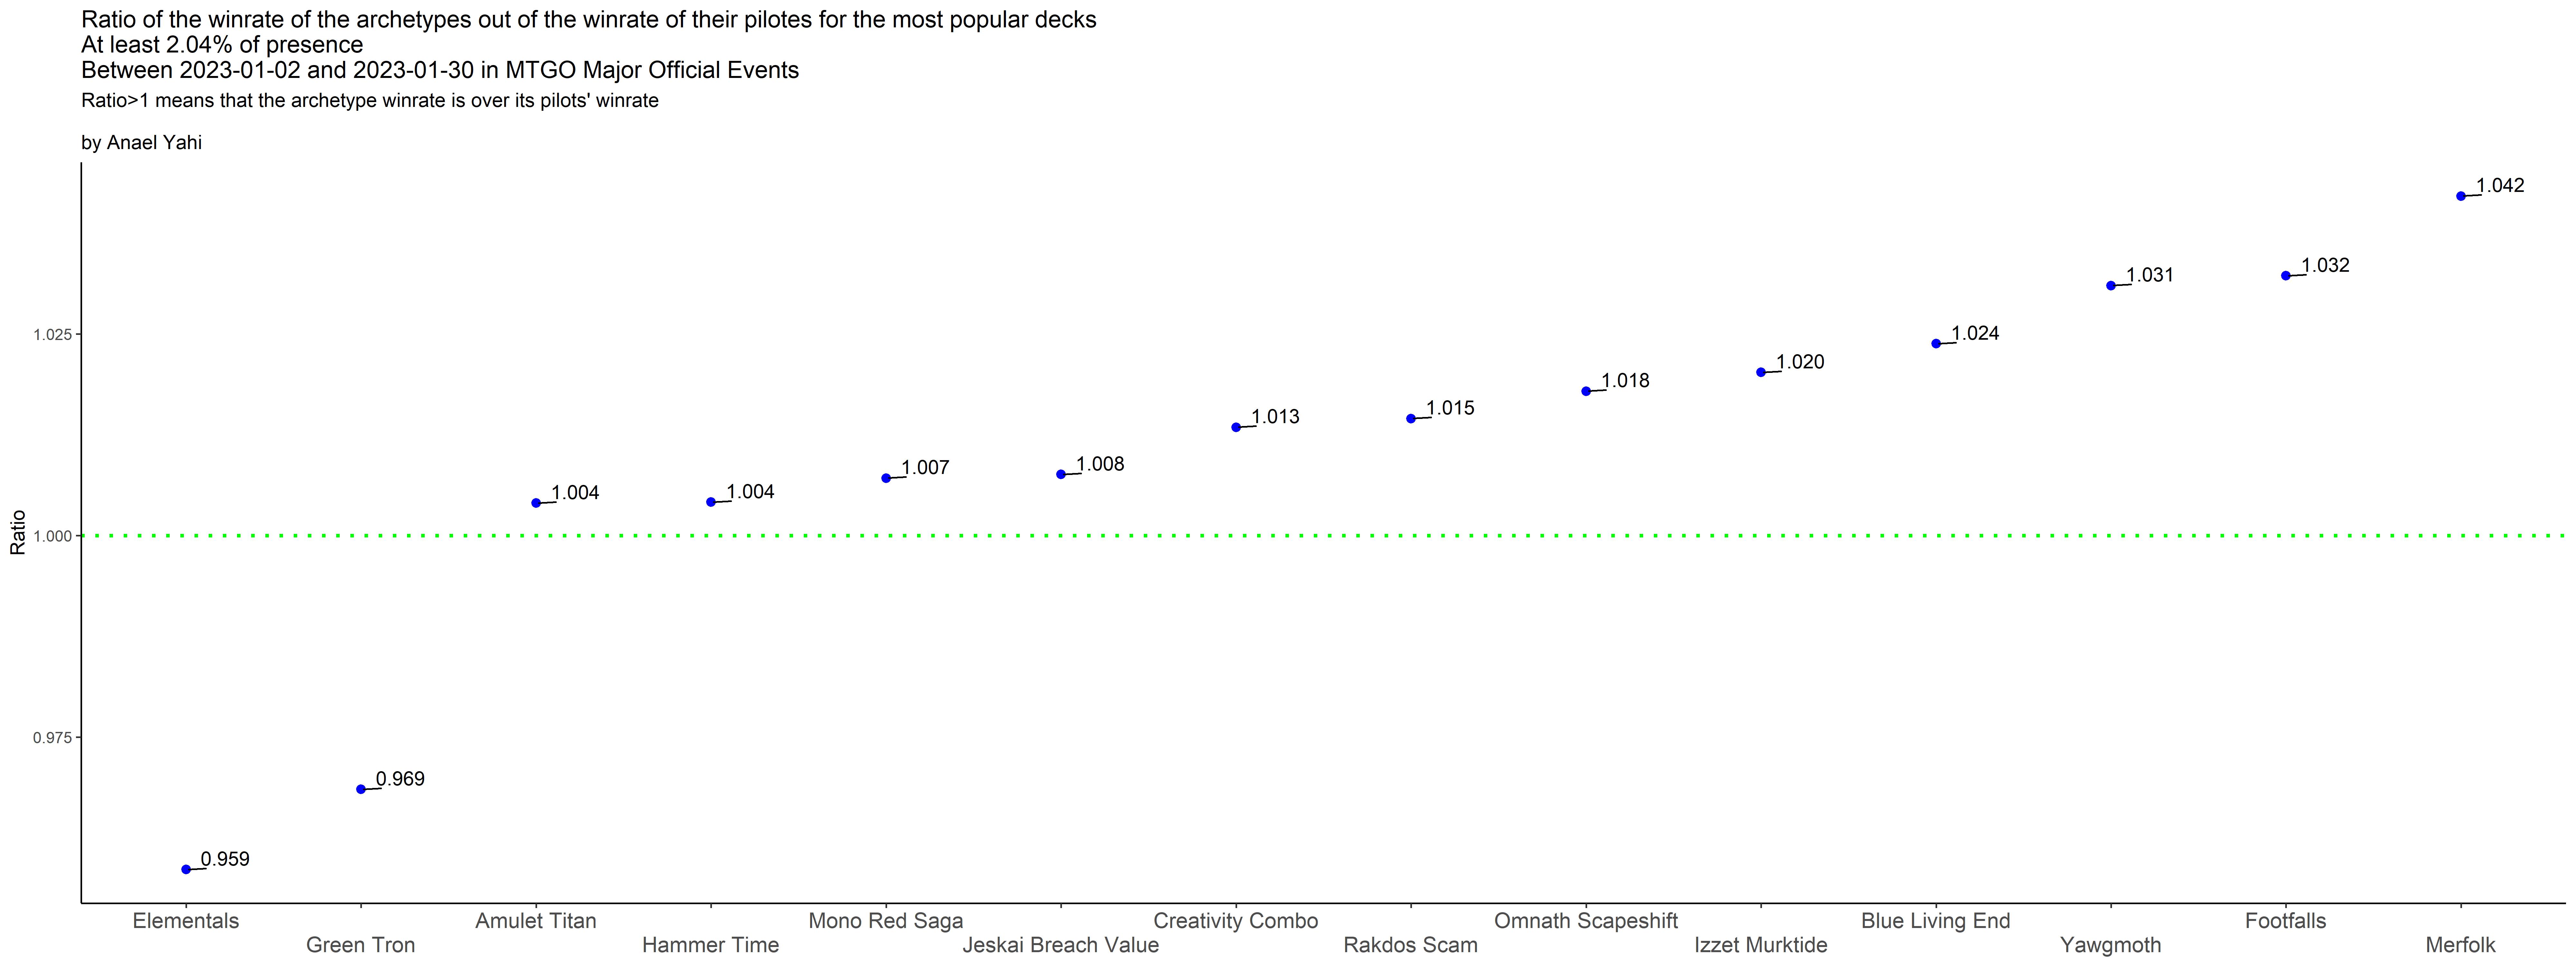 Ratio of the winrate of the archetypes out of the winrate of their pilotes for the most popular decks
At least 2.04% of presence
Between 2023-01-02 and 2023-01-30 in MTGO Major Official Events
Ratio>1 means that the archetype winrate is over its pilots' winrate
by Anael Yahi
1.042
1.032
1.031
1.025
1.024
1.020
1.018
1.015
1.013
1.008
1.007
1.004
1.004
Ratio
1.000
0.975
0.969
0.959
Elementals
Green Tron
Amulet Titan
Hammer Time
Mono Red Saga
Jeskai Breach Value
Creativity Combo
Rakdos Scam
Omnath Scapeshift
Izzet Murktide
Blue Living End
Yawgmoth
Footfalls
Merfolk